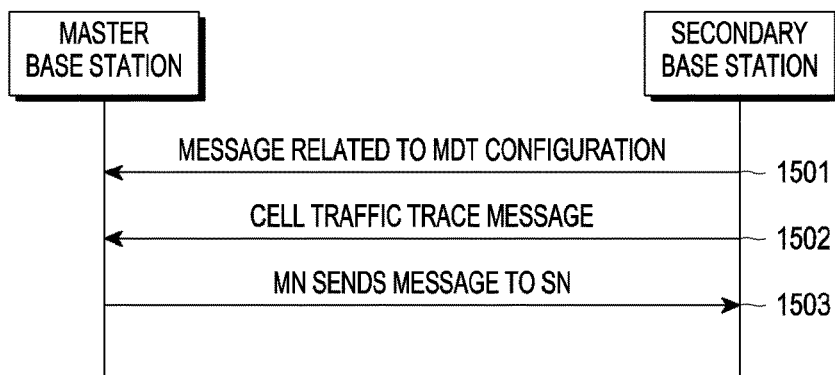 MASTER
BASE STATION
SECONDARY
BASE STATION
MESSAGE RELATED TO MDT CONFIGURATION
1501
CELL TRAFFIC TRACE MESSAGE
1502
MN SENDS MESSAGE TO SN
1503